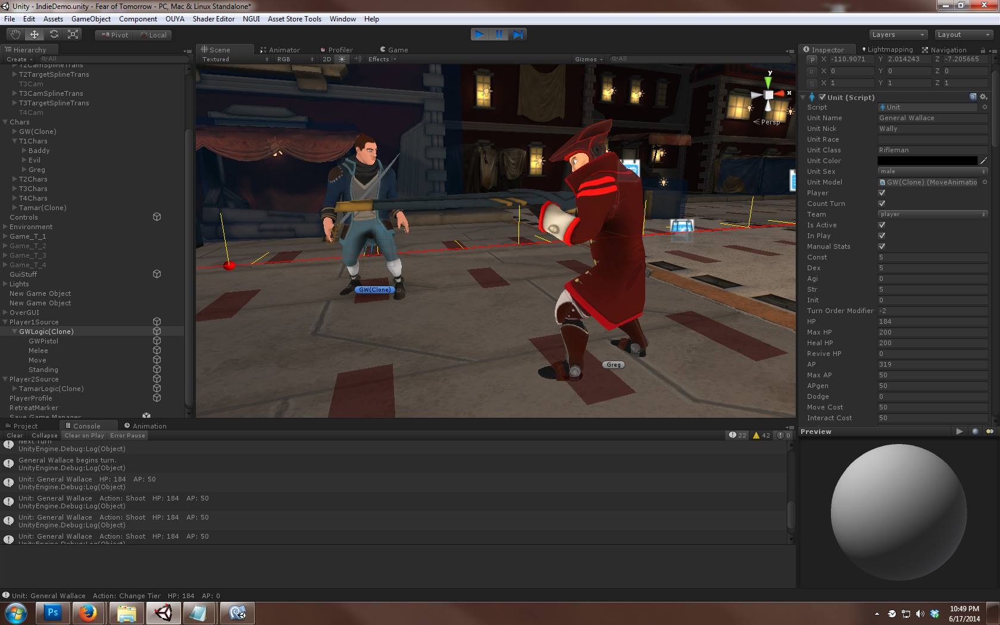 Unity - IndieDemo.unity - Fear of Tomorrow - PC, Mac & Linux Standalone*
File Edit Assets GameObject Component OUYA Shader Editor NGUI Asset Store Tools Window Help
Pivot Local
Layers Layout
Hierarchy
Create All
T2CamSplineTrans
T2TargetSplineTrans
T3Cam
T3CamSplineTrans
T3TargetSplineTrans
T4Cam
Chars
GW(Clone)
T1Chars
Baddy
Evil
Greg
T2Chars
T3Chars
T4Chars
Tamar(Clone)
Controls
Environment
Game_T_1
Game_T_2
Game_T_3
Game_T_4
GuiStuff
Lights
New Game Object
New Game Object
OverGUI
Player1Source
GWLogic(Clone)
GWPistol
Melee
Move
Standing
Player2Source
TamarLogic(Clone)
PlayerProfile
RetreatMarker
Save Game Manager
Scene Animator Profiler Game
Textured RGB 2D Effects Gizmos All
y
x
Persp
GW(Clone)
Greg
Inspector Lightmapping Navigation
P X -110.9071 Y 2.014243 Z -7.205665
R X 0 Y 0 Z 0
S X 1 Y 1 Z 1
Unit (Script)
Script Unit
Unit Name General Wallace
Unit Nick Wally
Unit Race
Unit Class Rifleman
Unit Color
Unit Sex male
Unit Model GW(Clone) (MoveAnimatio
Player
Count Turn
Team player
Is Active
In Play
Manual Stats
Const 5
Dex 5
Agi 0
Str 5
Init 0
Turn Order Modifier -2
HP 184
Max HP 200
Heal HP 200
Revive HP 0
AP 319
Max AP 50
APgen 50
Dodge 0
Move Cost 50
Interact Cost 50
Preview
Project Console Animation
Clear Collapse Clear on Play Error Pause 22 42 0
Next Turn
UnityEngine.Debug:Log(Object)
General Wallace begins turn.
UnityEngine.Debug:Log(Object)
Unit: General Wallace HP: 184 AP: 50
UnityEngine.Debug:Log(Object)
Unit: General Wallace Action: Shoot HP: 184 AP: 50
UnityEngine.Debug:Log(Object)
Unit: General Wallace Action: Shoot HP: 184 AP: 50
UnityEngine.Debug:Log(Object)
Unit: General Wallace Action: Shoot HP: 184 AP: 50
UnityEngine.Debug:Log(Object)
Unit: General Wallace Action: Change Tier HP: 184 AP: 0
Ps
10:49 PM
6/17/2014